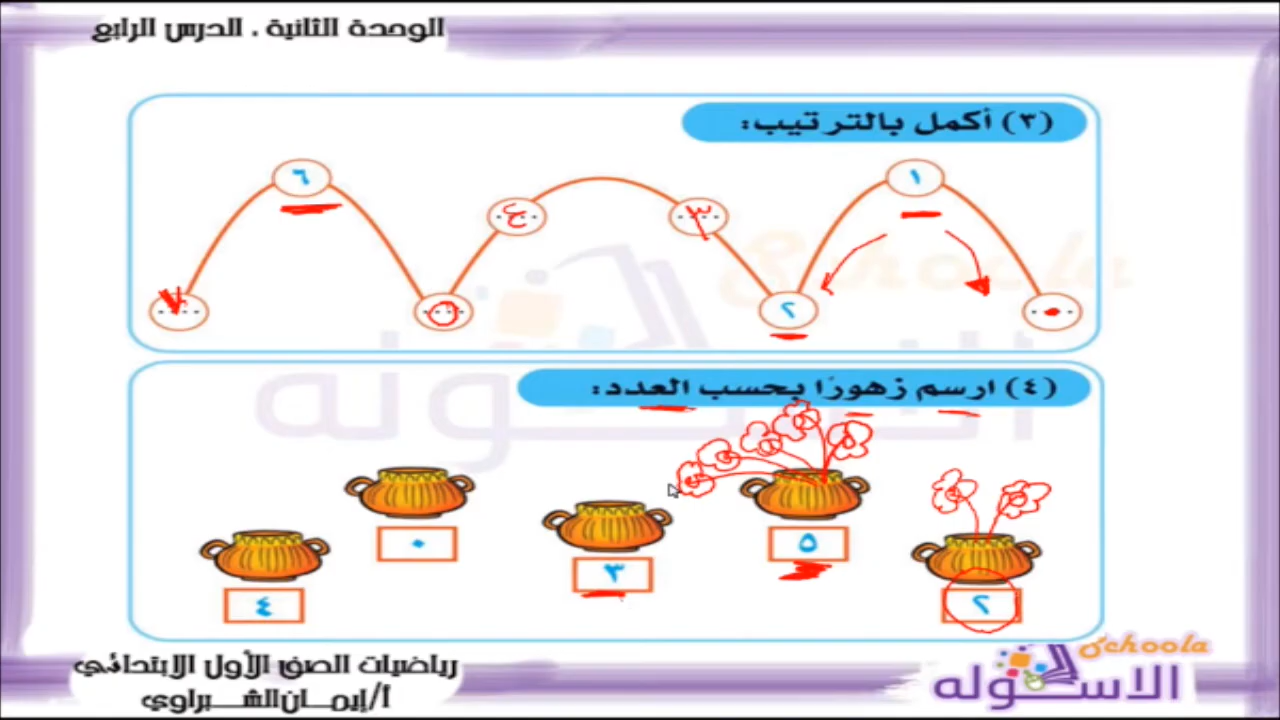 الوحدة الثانية . الدرس الرابع
(٣) أكمل بالترتيب:
٠ ١ ٢ ٣ ٤ ٥ ٦ ٧
(٤) ارسم زهورًا بحسب العدد:
٢ ٥ ٣ ٠ ٤
رياضيات الصف الأول الابتدائي
أ/إيمان الشبراوي
Schoola
الاسكوله